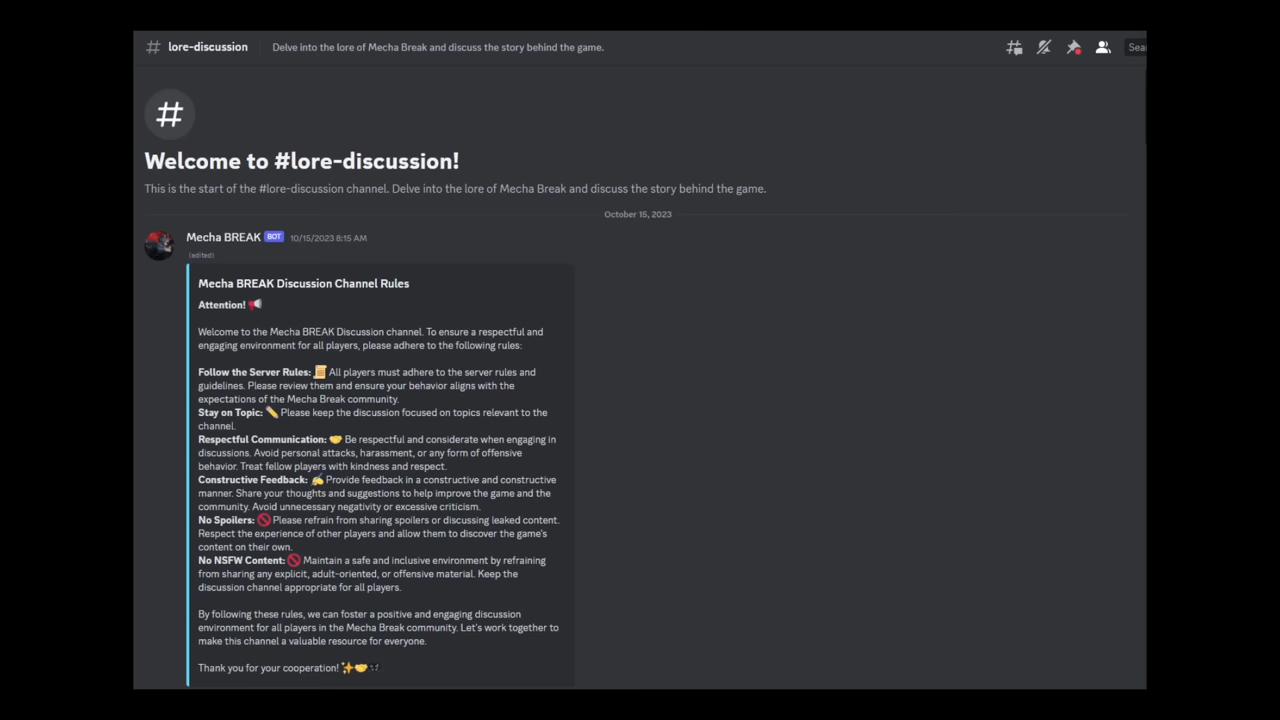 lore-discussion Delve into the lore of Mecha Break and discuss the story behind the game.
Welcome to #lore-discussion!
This is the start of the #lore-discussion channel. Delve into the lore of Mecha Break and discuss the story behind the game.
October 15, 2023
Mecha BREAK BOT 10/15/2023 8:15 AM
(edited)
Mecha BREAK Discussion Channel Rules
Attention!
Welcome to the Mecha BREAK Discussion channel. To ensure a respectful and
engaging environment for all players, please adhere to the following rules:
Follow the Server Rules: All players must adhere to the server rules and
guidelines. Please review them and ensure your behavior aligns with the
expectations of the Mecha Break community.
Stay on Topic: Please keep the discussion focused on topics relevant to the
channel.
Respectful Communication: Be respectful and considerate when engaging in
discussions. Avoid personal attacks, harassment, or any form of offensive
behavior. Treat fellow players with kindness and respect.
Constructive Feedback: Provide feedback in a constructive and constructive
manner. Share your thoughts and suggestions to help improve the game and the
community. Avoid unnecessary negativity or excessive criticism.
No Spoilers: Please refrain from sharing spoilers or discussing leaked content.
Respect the experience of other players and allow them to discover the game's
content on their own.
No NSFW Content: Maintain a safe and inclusive environment by refraining
from sharing any explicit, adult-oriented, or offensive material. Keep the
discussion channel appropriate for all players.
By following these rules, we can foster a positive and engaging discussion
environment for all players in the Mecha Break community. Let's work together to
make this channel a valuable resource for everyone.
Thank you for your cooperation!